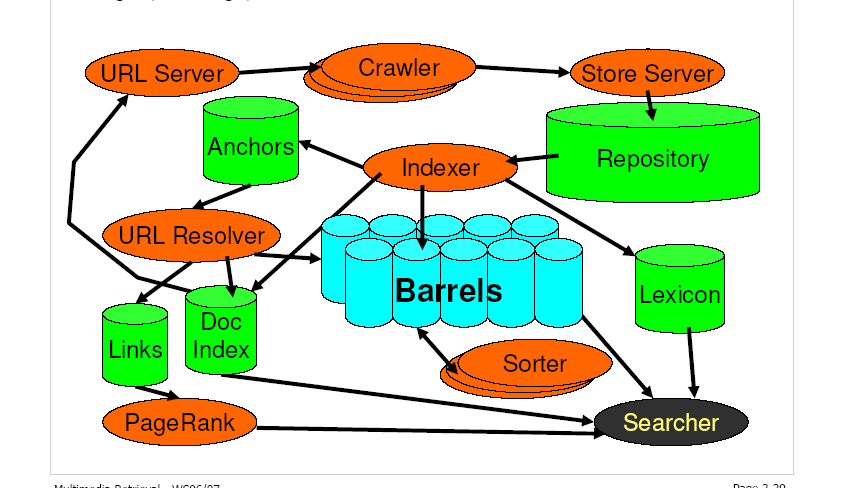 URL Server
Crawler
Store Server
Anchors
Indexer
Repository
URL Resolver
Barrels
Lexicon
Links
Doc
Index
Sorter
PageRank
Searcher